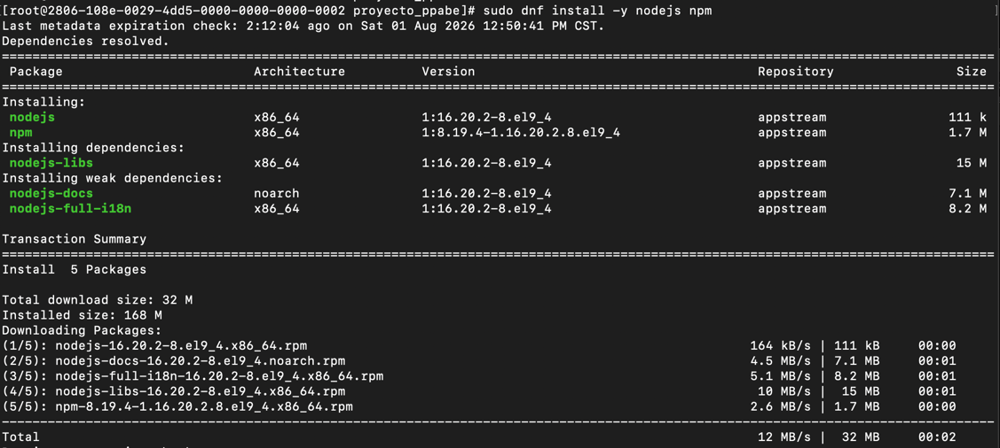 [root@2806-108e-0029-4dd5-0000-0000-0000-0002 proyecto_ppabe]# sudo dnf install -y nodejs npm
Last metadata expiration check: 2:12:04 ago on Sat 01 Aug 2026 12:50:41 PM CST.
Dependencies resolved.
================================================================================
Package Architecture Version Repository Size
================================================================================
Installing:
nodejs x86_64 1:16.20.2-8.el9_4 appstream 111 k
npm x86_64 1:8.19.4-1.16.20.2.8.el9_4 appstream 1.7 M
Installing dependencies:
nodejs-libs x86_64 1:16.20.2-8.el9_4 appstream 15 M
Installing weak dependencies:
nodejs-docs noarch 1:16.20.2-8.el9_4 appstream 7.1 M
nodejs-full-i18n x86_64 1:16.20.2-8.el9_4 appstream 8.2 M
Transaction Summary
================================================================================
Install 5 Packages
Total download size: 32 M
Installed size: 168 M
Downloading Packages:
(1/5): nodejs-16.20.2-8.el9_4.x86_64.rpm 164 kB/s | 111 kB 00:00
(2/5): nodejs-docs-16.20.2-8.el9_4.noarch.rpm 4.5 MB/s | 7.1 MB 00:01
(3/5): nodejs-full-i18n-16.20.2-8.el9_4.x86_64.rpm 5.1 MB/s | 8.2 MB 00:01
(4/5): nodejs-libs-16.20.2-8.el9_4.x86_64.rpm 10 MB/s | 15 MB 00:01
(5/5): npm-8.19.4-1.16.20.2.8.el9_4.x86_64.rpm 2.6 MB/s | 1.7 MB 00:00
--------------------------------------------------------------------------------
Total 12 MB/s | 32 MB 00:02